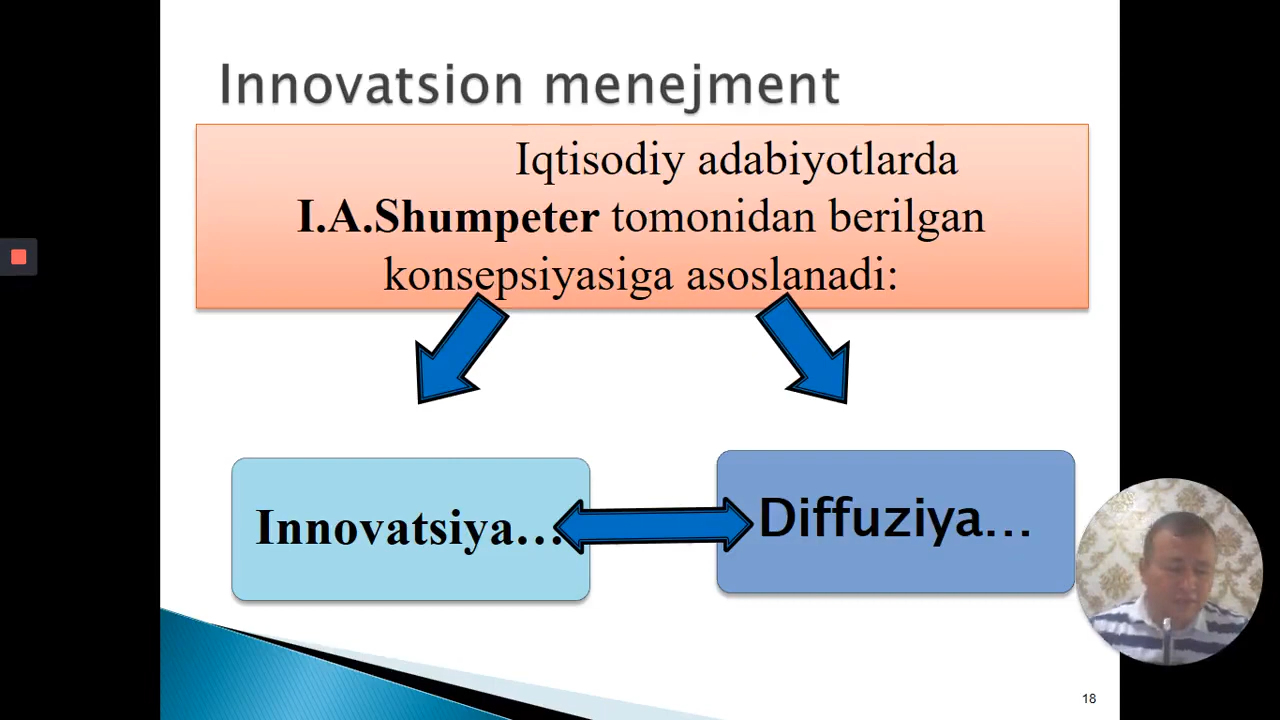 Innovatsion menejment
Iqtisodiy adabiyotlarda
I.A.Shumpeter tomonidan berilgan
konsepsiyasiga asoslanadi:
Innovatsiya...
Diffuziya...
18